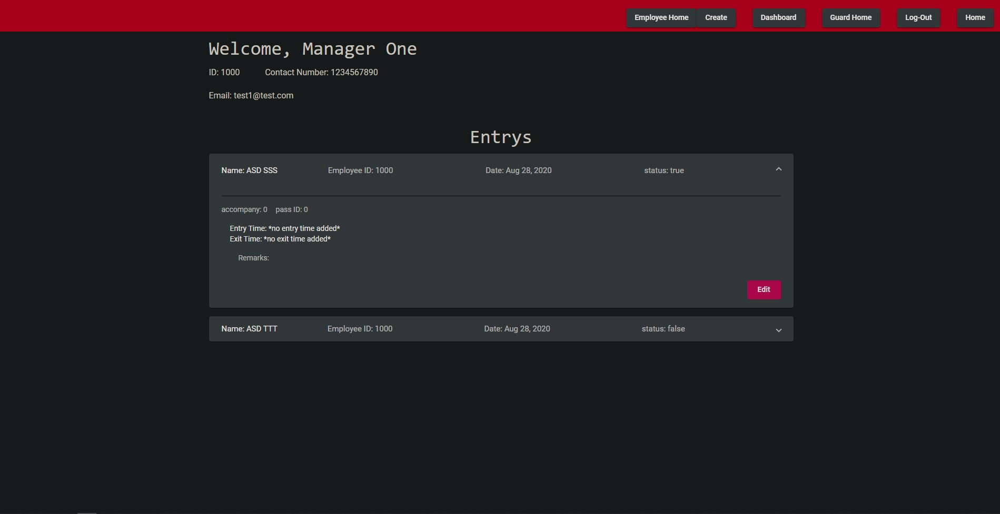 Employee Home Create Dashboard Guard Home Log-Out Home
Welcome, Manager One
ID: 1000 Contact Number: 1234567890
Email: test1@test.com
Entrys
Name: ASD SSS Employee ID: 1000 Date: Aug 28, 2020 status: true
accompany: 0 pass ID: 0
Entry Time: *no entry time added*
Exit Time: *no exit time added*
Remarks:
Edit
Name: ASD TTT Employee ID: 1000 Date: Aug 28, 2020 status: false